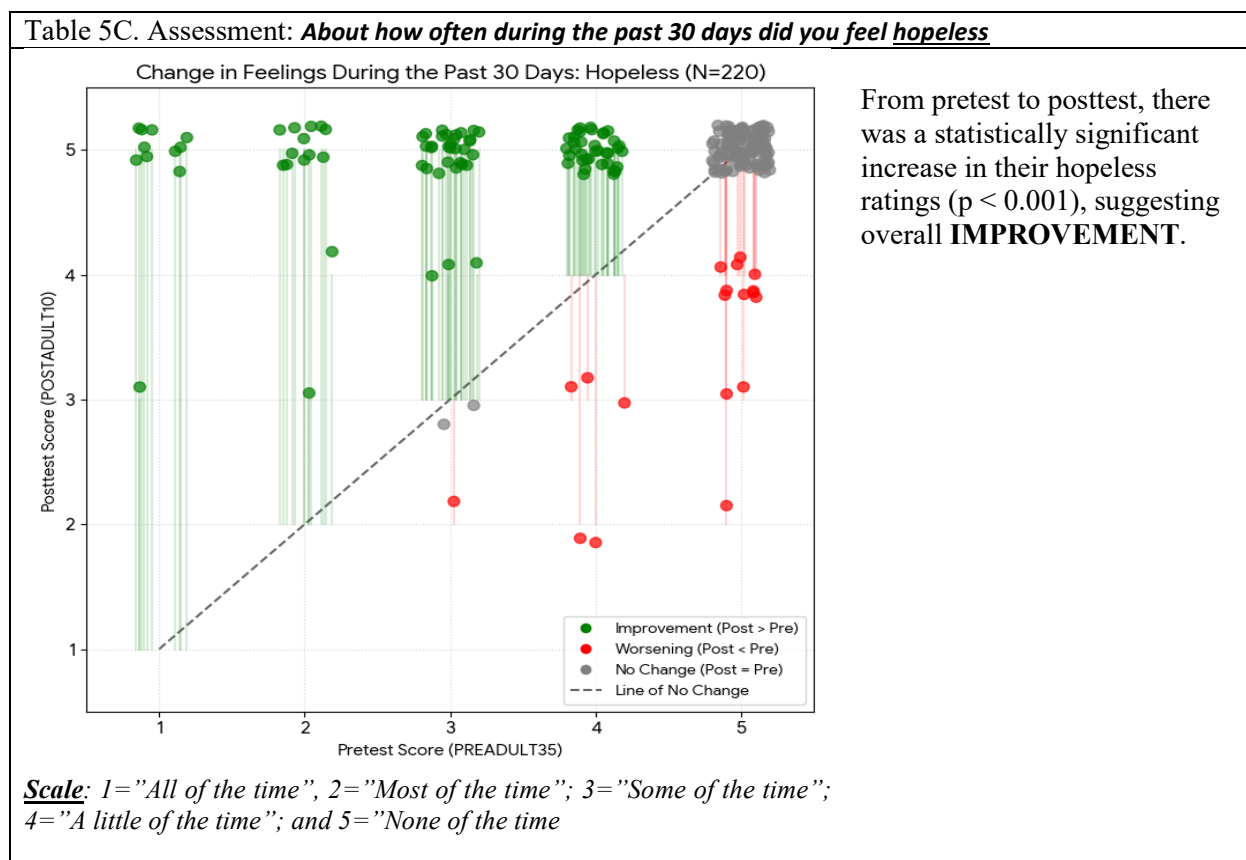 Table 5C. Assessment: About how often during the past 30 days did you feel hopeless
Change in Feelings During the Past 30 Days: Hopeless (N=220)
From pretest to posttest, there
was a statistically significant
increase in their hopeless
ratings (p < 0.001), suggesting
overall IMPROVEMENT.
Posttest Score (POSTADULT10)
5
4
3
2
1
Improvement (Post > Pre)
Worsening (Post < Pre)
No Change (Post = Pre)
Line of No Change
1 2 3 4 5
Pretest Score (PREADULT35)
Scale: 1=”All of the time”, 2=”Most of the time”; 3=”Some of the time”;
4=”A little of the time”; and 5=”None of the time